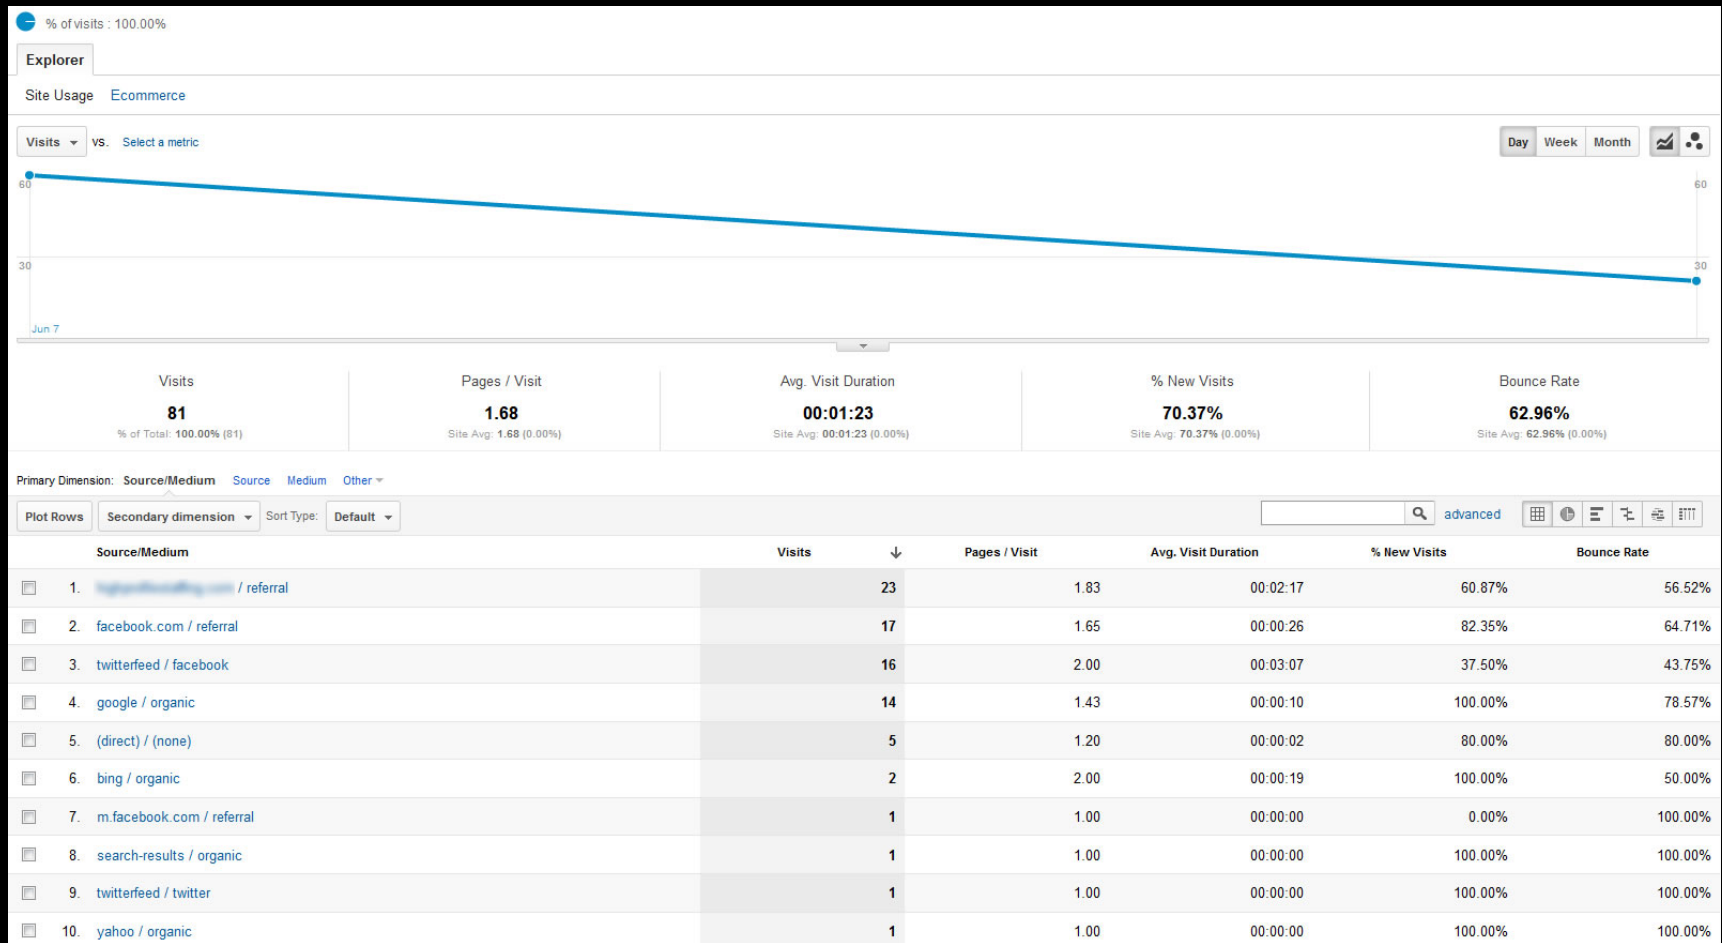 % of visits : 100.00%
Explorer
Site Usage Ecommerce
Visits vs. Select a metric Day Week Month
60 60
30 30
Jun 7
Visits Pages / Visit Avg. Visit Duration % New Visits Bounce Rate
81 1.68 00:01:23 70.37% 62.96%
% of Total: 100.00% (81) Site Avg: 1.68 (0.00%) Site Avg: 00:01:23 (0.00%) Site Avg: 70.37% (0.00%) Site Avg: 62.96% (0.00%)
Primary Dimension: Source/Medium Source Medium Other
Plot Rows Secondary dimension Sort Type: Default advanced
Source/Medium Visits Pages / Visit Avg. Visit Duration % New Visits Bounce Rate
1. / referral 23 1.83 00:02:17 60.87% 56.52%
2. facebook.com / referral 17 1.65 00:00:26 82.35% 64.71%
3. twitterfeed / facebook 16 2.00 00:03:07 37.50% 43.75%
4. google / organic 14 1.43 00:00:10 100.00% 78.57%
5. (direct) / (none) 5 1.20 00:00:02 80.00% 80.00%
6. bing / organic 2 2.00 00:00:19 100.00% 50.00%
7. m.facebook.com / referral 1 1.00 00:00:00 0.00% 100.00%
8. search-results / organic 1 1.00 00:00:00 100.00% 100.00%
9. twitterfeed / twitter 1 1.00 00:00:00 100.00% 100.00%
10. yahoo / organic 1 1.00 00:00:00 100.00% 100.00%